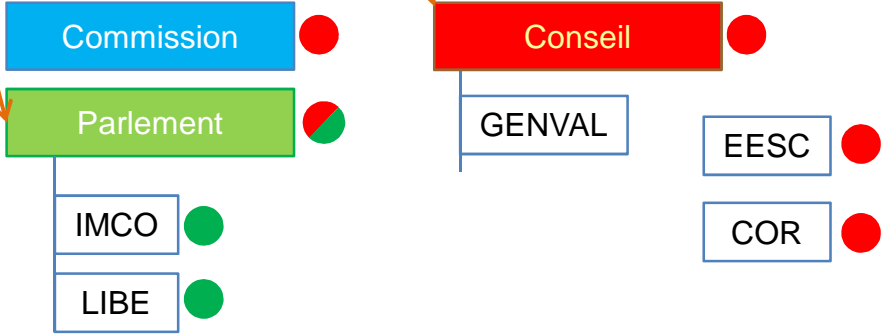 Commission
Conseil
Parlement
GENVAL
EESC
IMCO
COR
LIBE